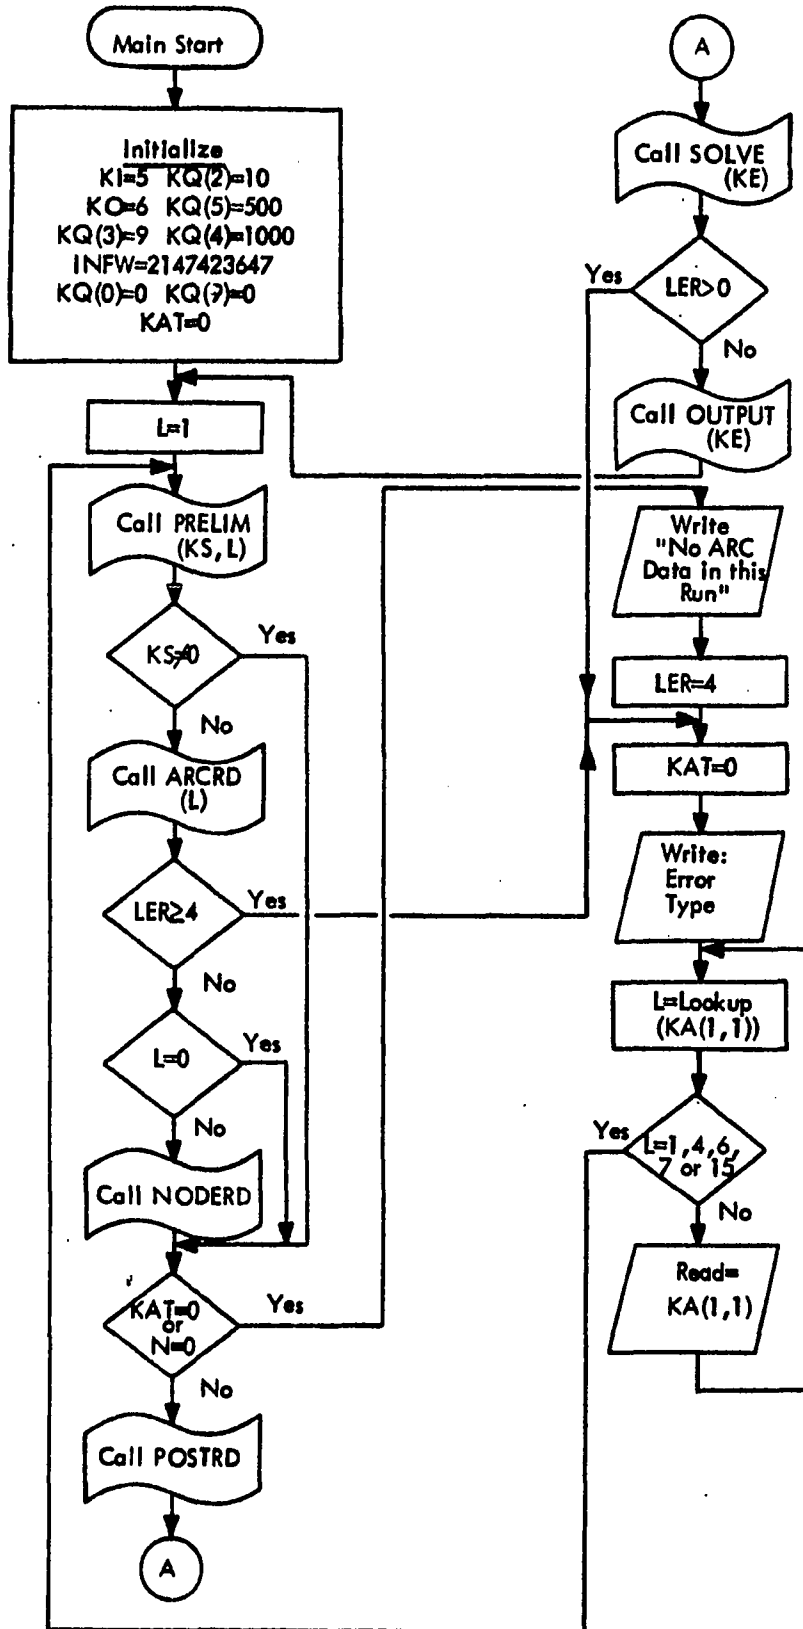 Main Start
Initialize
KI=5 KQ(2)=10
KO=6 KQ(5)=500
KQ(3)=9 KQ(4)=1000
INFW=2147423647
KQ(0)=0 KQ(7)=0
KAT=0
L=1
Call PRELIM
(KS,L)
KS≠0
Yes
No
Call ARCRD
(L)
LER≥4
Yes
No
L=0
Yes
No
Call NODERD
KAT=0
or
N=0
Yes
No
Call POSTRD
A
A
Call SOLVE
(KE)
LER>0
Yes
No
Call OUTPUT
(KE)
Write
"No ARC
Data in this
Run"
LER=4
KAT=0
Write:
Error
Type
L=Lookup
(KA(1,1))
L=1,4,6,
7 or 15
Yes
No
Read=
KA(1,1)